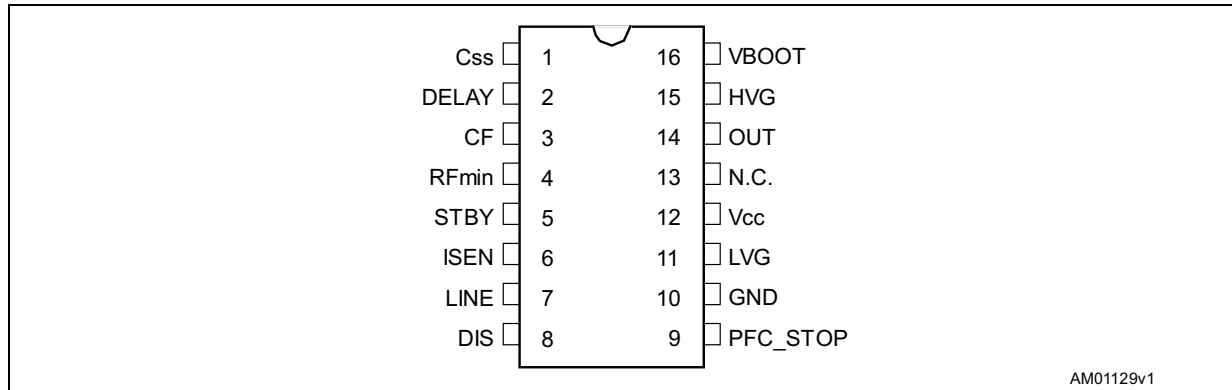 Css 1 16 VBOOT
DELAY 2 15 HVG
CF 3 14 OUT
RFmin 4 13 N.C.
STBY 5 12 Vcc
ISEN 6 11 LVG
LINE 7 10 GND
DIS 8 9 PFC_STOP
AM01129v1